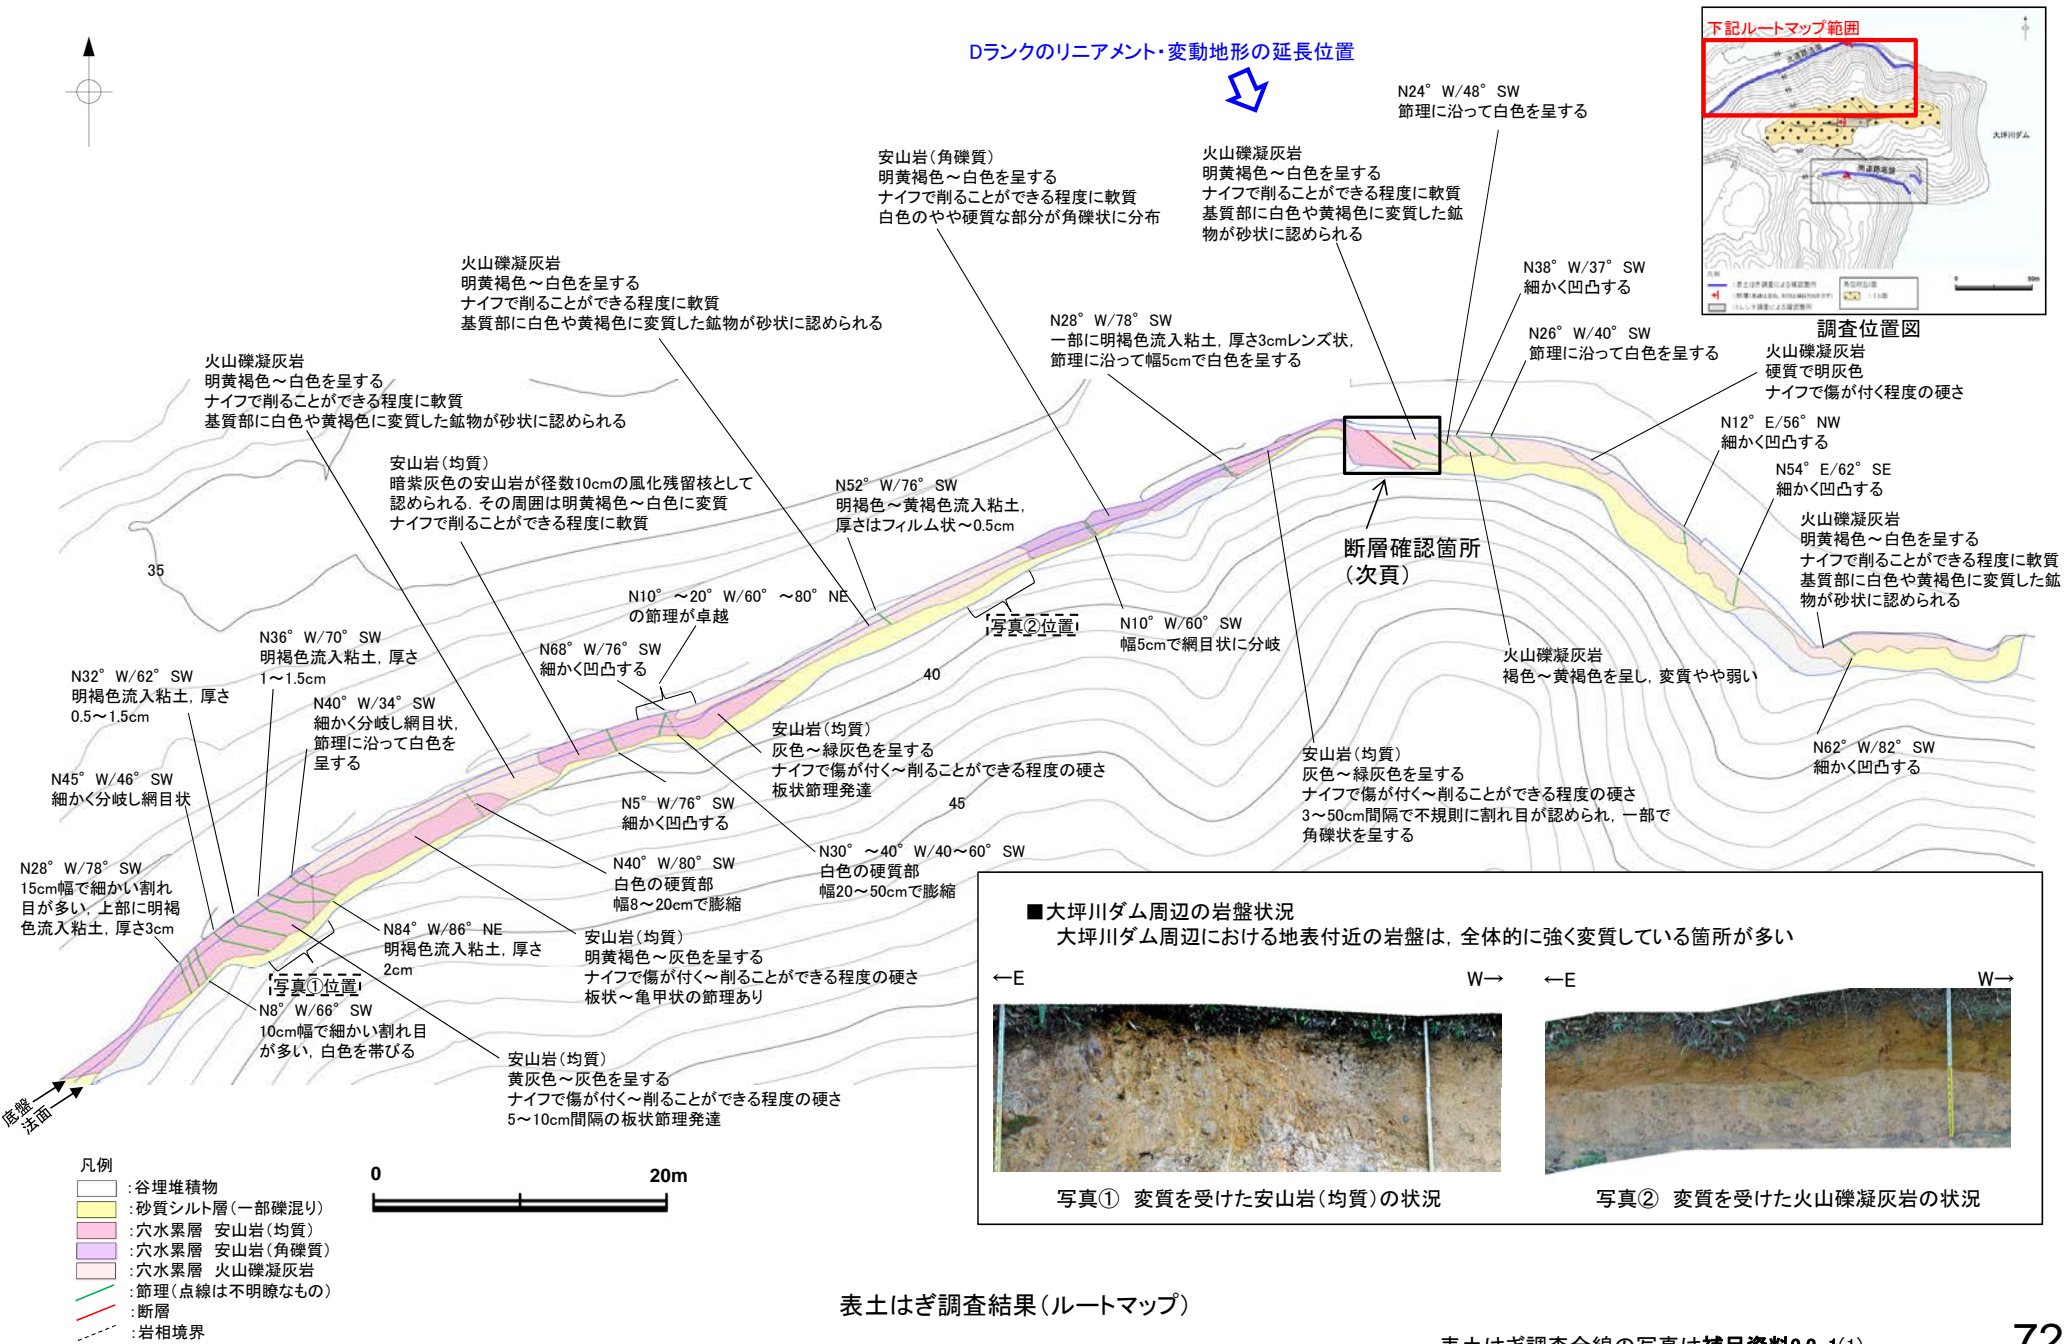 Dランクのリニアメント・変動地形の延長位置
下記ルートマップ範囲
大坪川ダム
調査位置図
N24°W/48°SW
節理に沿って白色を呈する
安山岩(角礫質)
明黄褐色～白色を呈する
ナイフで削ることができる程度に軟質
白色のやや硬質な部分が角礫状に分布
火山礫凝灰岩
明黄褐色～白色を呈する
ナイフで削ることができる程度に軟質
基質部に白色や黄褐色に変質した鉱
物が砂状に認められる
火山礫凝灰岩
明黄褐色～白色を呈する
ナイフで削ることができる程度に軟質
基質部に白色や黄褐色に変質した鉱物が砂状に認められる
N38°W/37°SW
細かく凹凸する
N28°W/78°SW
一部に明褐色流入粘土, 厚さ3cmレンズ状,
節理に沿って幅5cmで白色を呈する
N26°W/40°SW
節理に沿って白色を呈する
火山礫凝灰岩
硬質で明灰色
ナイフで傷が付く程度の硬さ
火山礫凝灰岩
明黄褐色～白色を呈する
ナイフで削ることができる程度に軟質
基質部に白色や黄褐色に変質した鉱物が砂状に認められる
N12°E/56°NW
細かく凹凸する
安山岩(均質)
暗紫灰色の安山岩が径数10cmの風化残留核として
認められる. その周囲は明黄褐色～白色に変質
ナイフで削ることができる程度に軟質
N52°W/76°SW
明褐色～黄褐色流入粘土,
厚さはフィルム状～0.5cm
N54°E/62°SE
細かく凹凸する
火山礫凝灰岩
明黄褐色～白色を呈する
ナイフで削ることができる程度に軟質
基質部に白色や黄褐色に変質した鉱
物が砂状に認められる
断層確認箇所
(次頁)
35
N10°～20°W/60°～80°NE
の節理が卓越
写真②位置
N10°W/60°SW
幅5cmで網目状に分岐
N36°W/70°SW
明褐色流入粘土, 厚さ
1～1.5cm
N68°W/76°SW
細かく凹凸する
火山礫凝灰岩
褐色～黄褐色を呈し, 変質やや弱い
40
N32°W/62°SW
明褐色流入粘土, 厚さ
0.5～1.5cm
N40°W/34°SW
細かく分岐し網目状,
節理に沿って白色を
呈する
安山岩(均質)
灰色～緑灰色を呈する
ナイフで傷が付く～削ることができる程度の硬さ
板状節理発達
安山岩(均質)
灰色～緑灰色を呈する
ナイフで傷が付く～削ることができる程度の硬さ
3～50cm間隔で不規則に割れ目が認められ, 一部で
角礫状を呈する
N62°W/82°SW
細かく凹凸する
N45°W/46°SW
細かく分岐し網目状
N5°W/76°SW
細かく凹凸する
45
N40°W/80°SW
白色の硬質部
幅8～20cmで膨縮
N30°～40°W/40～60°SW
白色の硬質部
幅20～50cmで膨縮
N28°W/78°SW
15cm幅で細かい割れ
目が多い, 上部に明褐
色流入粘土, 厚さ3cm
N84°W/86°NE
明褐色流入粘土, 厚さ
2cm
安山岩(均質)
明黄褐色～灰色を呈する
ナイフで傷が付く～削ることができる程度の硬さ
板状～亀甲状の節理あり
写真①位置
N8°W/66°SW
10cm幅で細かい割れ目
が多い, 白色を帯びる
安山岩(均質)
黄灰色～灰色を呈する
ナイフで傷が付く～削ることができる程度の硬さ
5～10cm間隔の板状節理発達
底盤
法面
■大坪川ダム周辺の岩盤状況
大坪川ダム周辺における地表付近の岩盤は, 全体的に強く変質している箇所が多い
←E W→
←E W→
写真① 変質を受けた安山岩(均質)の状況
写真② 変質を受けた火山礫凝灰岩の状況
凡例
:谷埋堆積物
:砂質シルト層(一部礫混り)
:穴水累層 安山岩(均質)
:穴水累層 安山岩(角礫質)
:穴水累層 火山礫凝灰岩
:節理(点線は不明瞭なもの)
:断層
:岩相境界
0 20m
表土はぎ調査結果(ルートマップ)